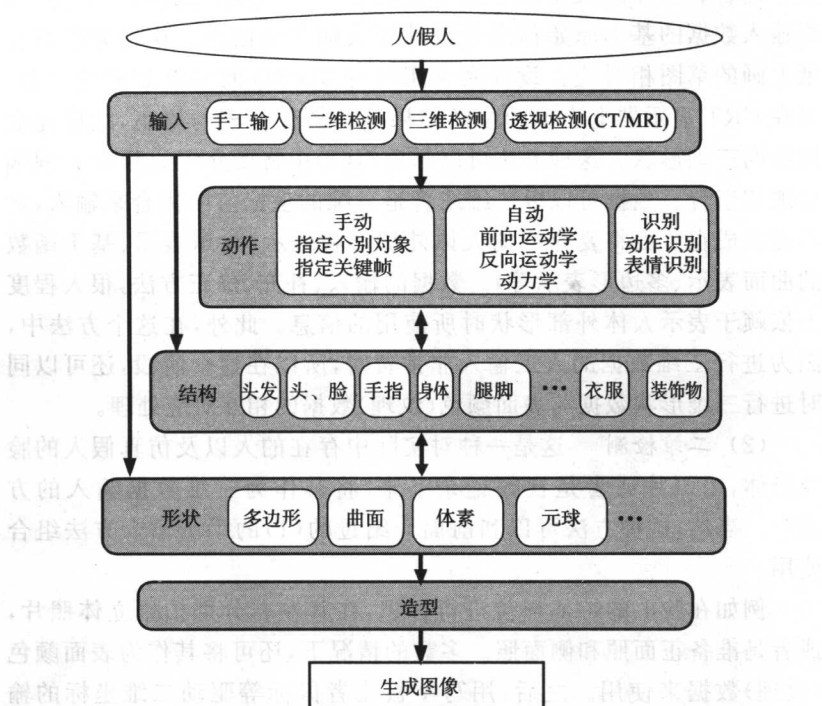 人/假人
输入 手工输入 二维检测 三维检测 透视检测(CT/MRI)
手动
指定个别对象
指定关键帧
自动
前向运动学
反向运动学
动力学
识别
动作识别
表情识别
动作
结构 头发 头、脸 手指 身体 腿脚 ··· 衣服 装饰物
形状 多边形 曲面 体素 元球 ···
造型
生成图像